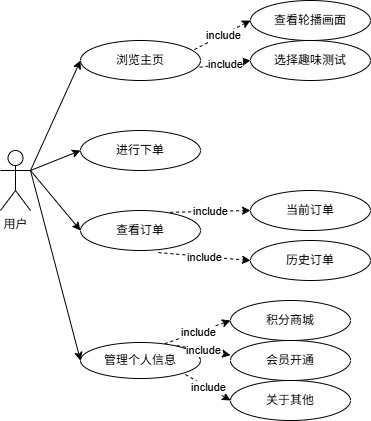 查看轮播画面
include
浏览主页
include
选择趣味测试
进行下单
用户
include
当前订单
查看订单
include
历史订单
积分商城
include
管理个人信息
include
会员开通
include
关于其他